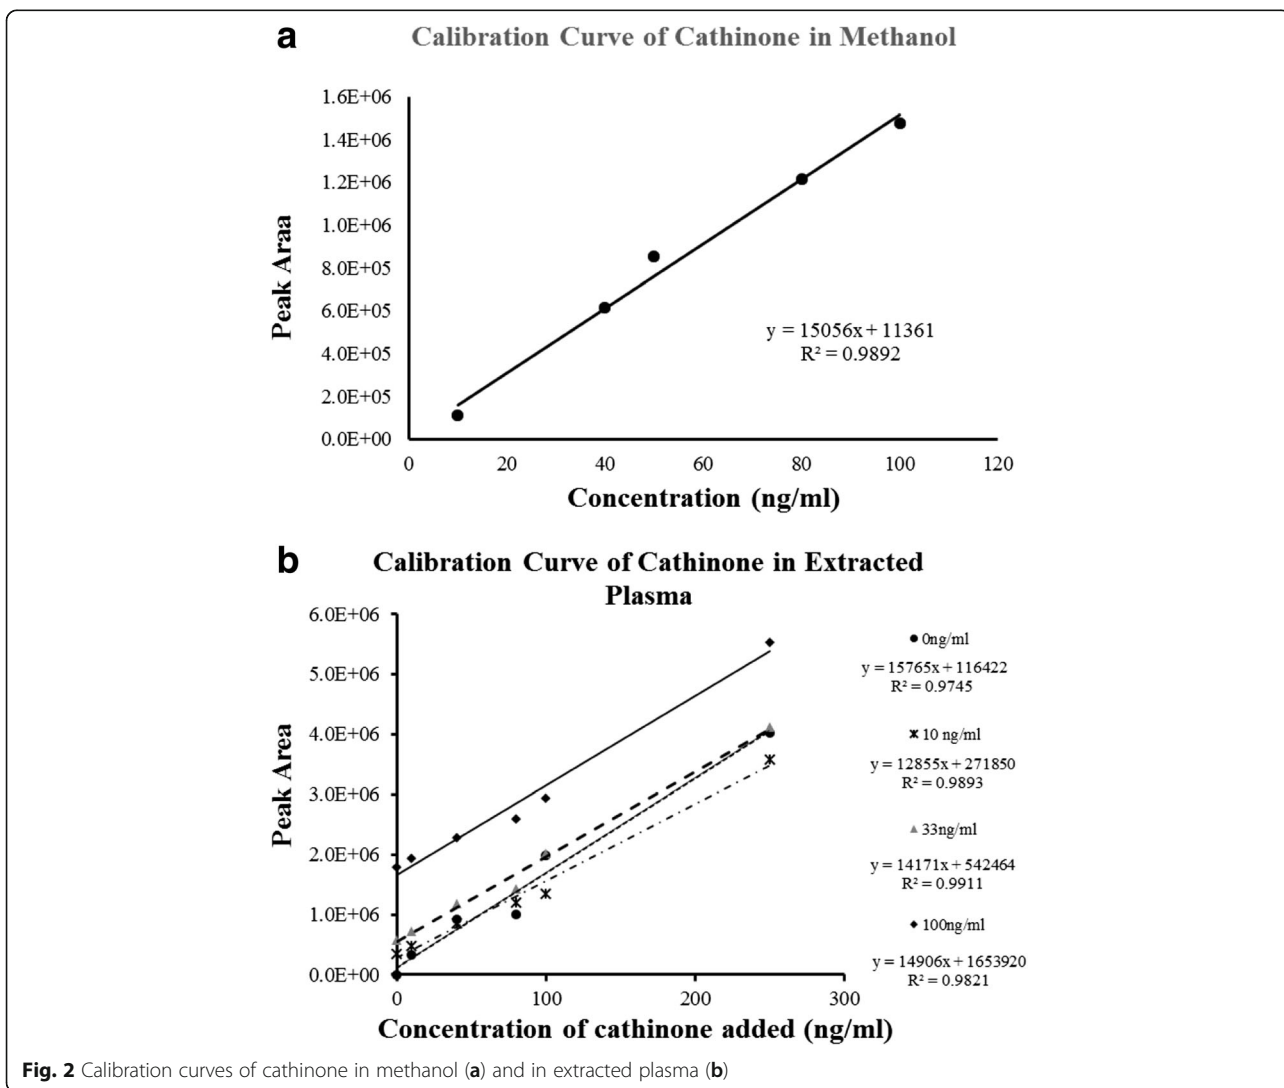 a
Calibration Curve of Cathinone in Methanol
1.6E+06
1.4E+06
1.2E+06
1.0E+06
8.0E+05
6.0E+05
4.0E+05
2.0E+05
0.0E+00
Peak Araa
y = 15056x + 11361
R² = 0.9892
0 20 40 60 80 100 120
Concentration (ng/ml)
b
Calibration Curve of Cathinone in Extracted
Plasma
6.0E+06
5.0E+06
4.0E+06
3.0E+06
2.0E+06
1.0E+06
0.0E+00
Peak Area
0ng/ml
y = 15765x + 116422
R² = 0.9745
10 ng/ml
y = 12855x + 271850
R² = 0.9893
33ng/ml
y = 14171x + 542464
R² = 0.9911
100ng/ml
y = 14906x + 1653920
R² = 0.9821
0 100 200 300
Concentration of cathinone added (ng/ml)
Fig. 2 Calibration curves of cathinone in methanol (a) and in extracted plasma (b)